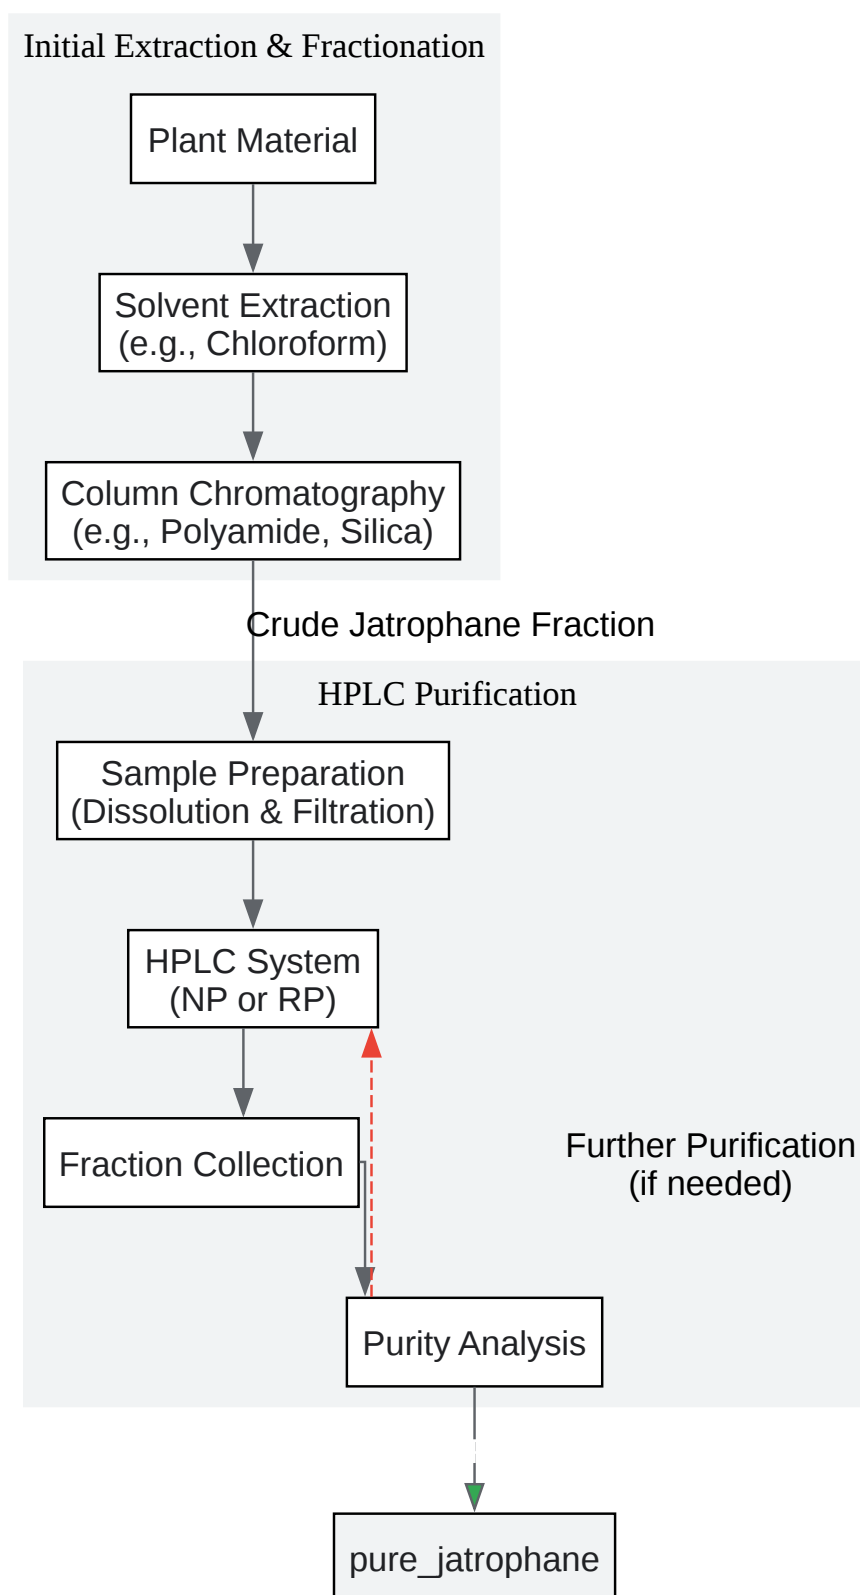 Initial Extraction & Fractionation
Plant Material
Solvent Extraction
(e.g., Chloroform)
Column Chromatography
(e.g., Polyamide, Silica)
Crude Jatrophane Fraction
HPLC Purification
Sample Preparation
(Dissolution & Filtration)
HPLC System
(NP or RP)
Fraction Collection
Further Purification
(if needed)
Purity Analysis
pure_jatrophane